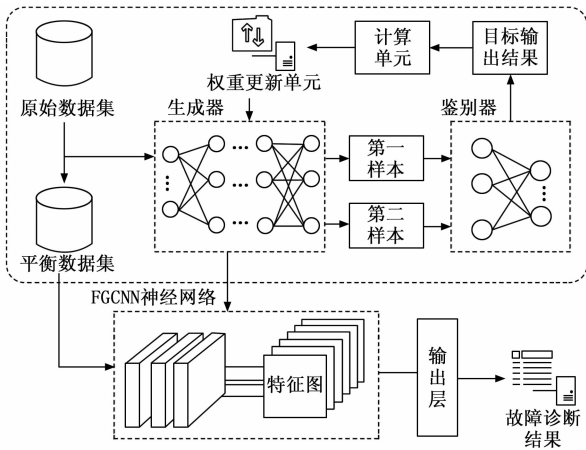 计算
单元
目标输出
出结果
权重更新单元
原始数据集
生成器
鉴别器
第一
样本
第二
样本
平衡数据集
FGCNN神经网络
特征图
输
出
层
故障诊断
结果